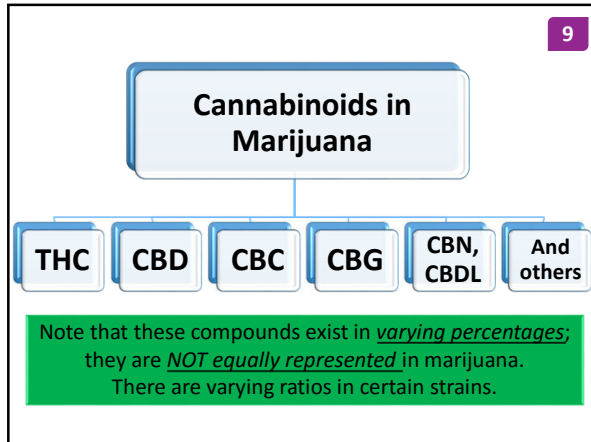 9
Cannabinoids in
Marijuana
THC
CBD
CBC
CBG
CBN,
CBDL
And
others
Note that these compounds exist in varying percentages;
they are NOT equally represented in marijuana.
There are varying ratios in certain strains.